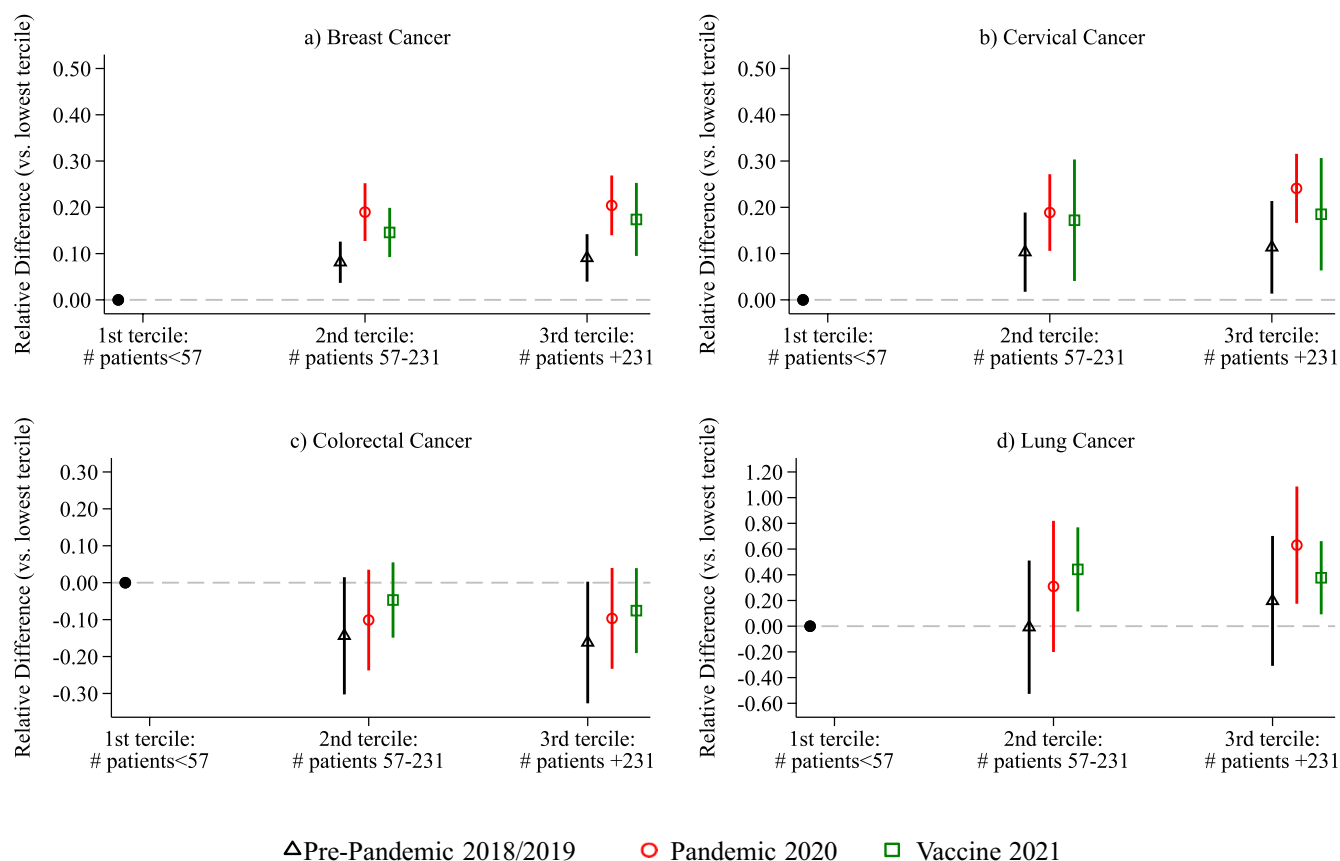 a) Breast Cancer
Relative Difference (vs. lowest tercile)
0.50
0.40
0.30
0.20
0.10
0.00
1st tercile:
# patients<57
2nd tercile:
# patients 57-231
3rd tercile:
# patients +231
b) Cervical Cancer
Relative Difference (vs. lowest tercile)
0.50
0.40
0.30
0.20
0.10
0.00
1st tercile:
# patients<57
2nd tercile:
# patients 57-231
3rd tercile:
# patients +231
c) Colorectal Cancer
Relative Difference (vs. lowest tercile)
0.30
0.20
0.10
0.00
-0.10
-0.20
-0.30
1st tercile:
# patients<57
2nd tercile:
# patients 57-231
3rd tercile:
# patients +231
d) Lung Cancer
Relative Difference (vs. lowest tercile)
1.20
1.00
0.80
0.60
0.40
0.20
0.00
-0.20
-0.40
-0.60
1st tercile:
# patients<57
2nd tercile:
# patients 57-231
3rd tercile:
# patients +231
Pre-Pandemic 2018/2019
Pandemic 2020
Vaccine 2021